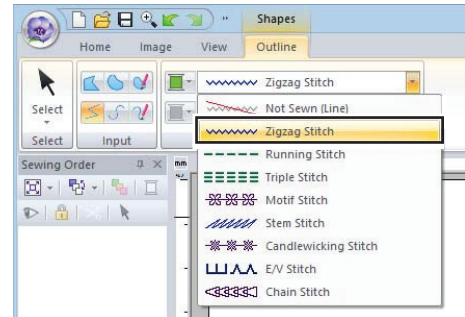 Shapes
Home Image View Outline
Zigzag Stitch
Select
Not Sewn (Line)
Zigzag Stitch
Select Input
Running Stitch
Sewing Order mm
Triple Stitch
Motif Stitch
Stem Stitch
Candlewicking Stitch
E/V Stitch
Chain Stitch